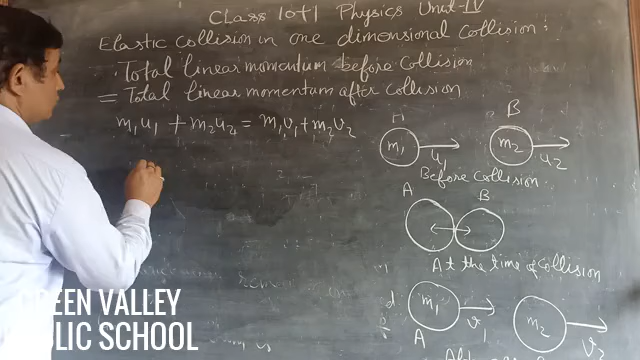 Class 10+1 Physics Unit-IV
Elastic collision in one dimensional collision:
Total linear momentum before collision
= Total linear momentum after collision
m₁u₁ + m₂u₂ = m₁v₁ + m₂v₂
A B
m₁ u₁ m₂ u₂
Before collision
A B
At the time of collision
m₁ v₁ m₂ v₂
A
GREEN VALLEY
PUBLIC SCHOOL